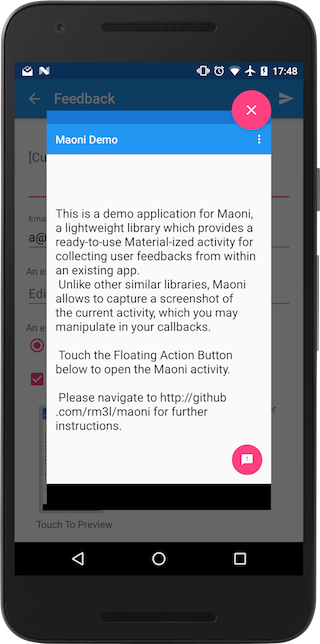 17:48
Feedback
Maoni Demo
[Cu
This is a demo application for Maoni,
a lightweight library which provides a
ready-to-use Material-ized activity for
collecting user feedbacks from within
an existing app.
Unlike other similar libraries, Maoni
allows to capture a screenshot of
the current activity, which you may
manipulate in your callbacks.
Touch the Floating Action Button
below to open the Maoni activity.
Please navigate to http://github
.com/rm3l/maoni for further
instructions.
Email
a@
An e
Edi
An e
or
Touch To Preview